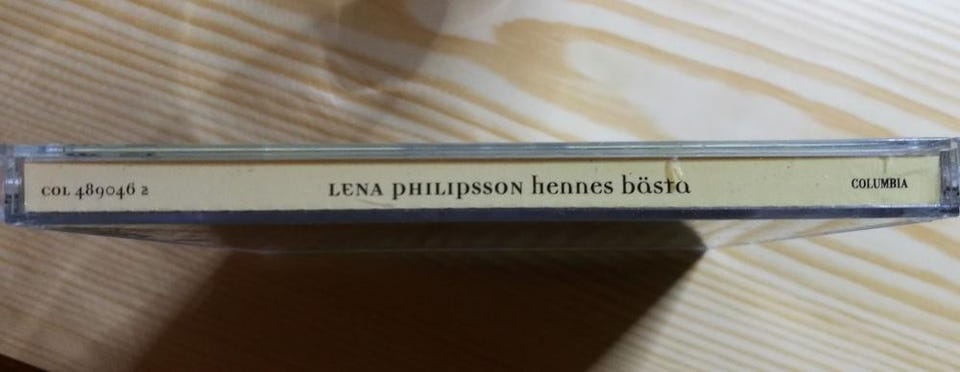 COL 489046 2 LENA PHILIPSSON hennes bästa COLUMBIA